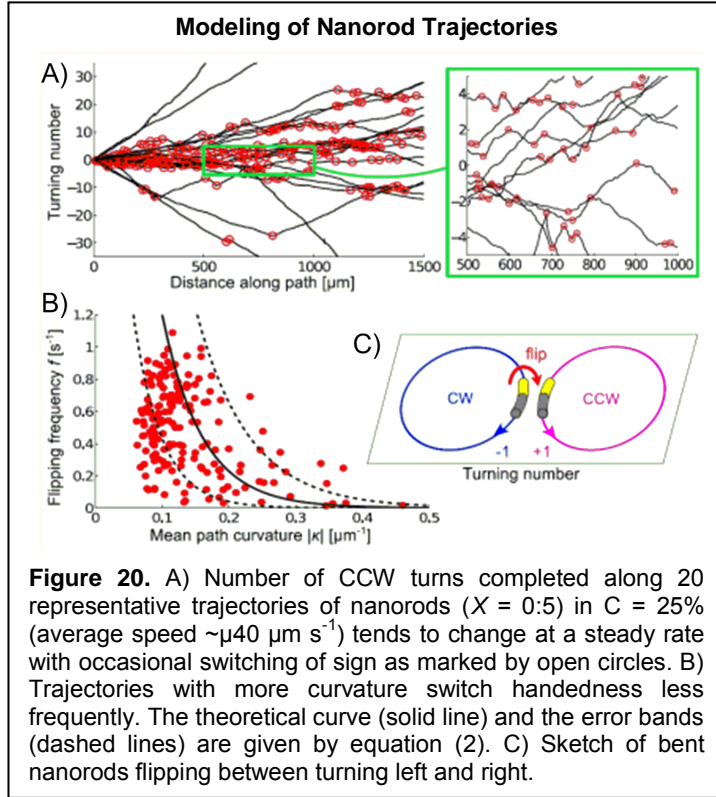 Modeling of Nanorod Trajectories
A)
Turning number
30
20
10
0
−10
−20
−30
0
500
1000
1500
Distance along path [μm]
4
2
0
−2
−4
500
600
700
800
900
1000
B)
Flipping frequency f [s⁻¹]
1.2
1
0.8
0.6
0.4
0.2
0
0
0.1
0.2
0.3
0.4
0.5
Mean path curvature |κ| [μm⁻¹]
C)
flip
CW
CCW
-1
+1
Turning number
Figure 20. A) Number of CCW turns completed along 20
representative trajectories of nanorods (X = 0:5) in C = 25%
(average speed ~μ40 μm s⁻¹) tends to change at a steady rate
with occasional switching of sign as marked by open circles. B)
Trajectories with more curvature switch handedness less
frequently. The theoretical curve (solid line) and the error bands
(dashed lines) are given by equation (2). C) Sketch of bent
nanorods flipping between turning left and right.